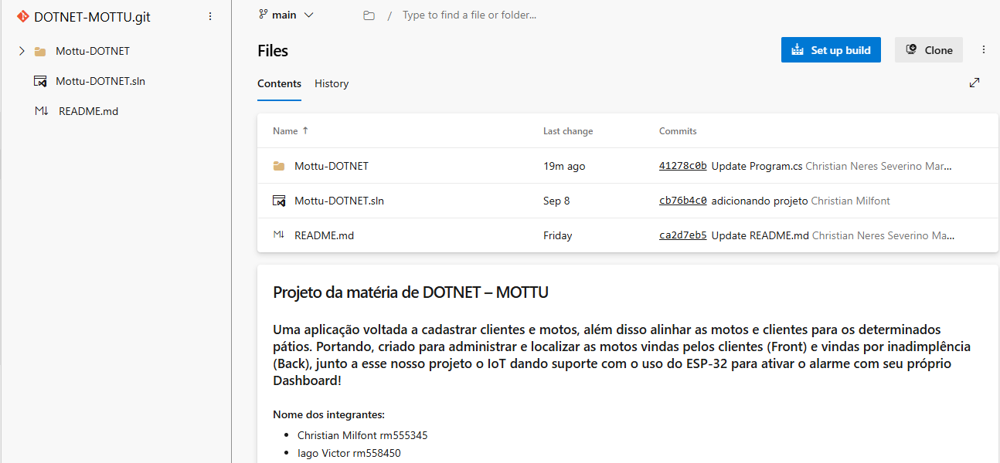 DOTNET-MOTTU.git
Mottu-DOTNET
Mottu-DOTNET.sln
M↓ README.md
main
/ Type to find a file or folder...
Files
Set up build
Clone
Contents History
Name ↑ Last change Commits
Mottu-DOTNET 19m ago 41278c0b Update Program.cs Christian Neres Severino Mar...
Mottu-DOTNET.sln Sep 8 cb76b4c0 adicionando projeto Christian Milfont
M↓ README.md Friday ca2d7eb5 Update README.md Christian Neres Severino Ma...
Projeto da matéria de DOTNET – MOTTU
Uma aplicação voltada a cadastrar clientes e motos, além disso alinhar as motos e clientes para os determinados
pátios. Portando, criado para administrar e localizar as motos vindas pelos clientes (Front) e vindas por inadimplência
(Back), junto a esse nosso projeto o IoT dando suporte com o uso do ESP-32 para ativar o alarme com seu próprio
Dashboard!
Nome dos integrantes:
• Christian Milfont rm555345
• Iago Victor rm558450